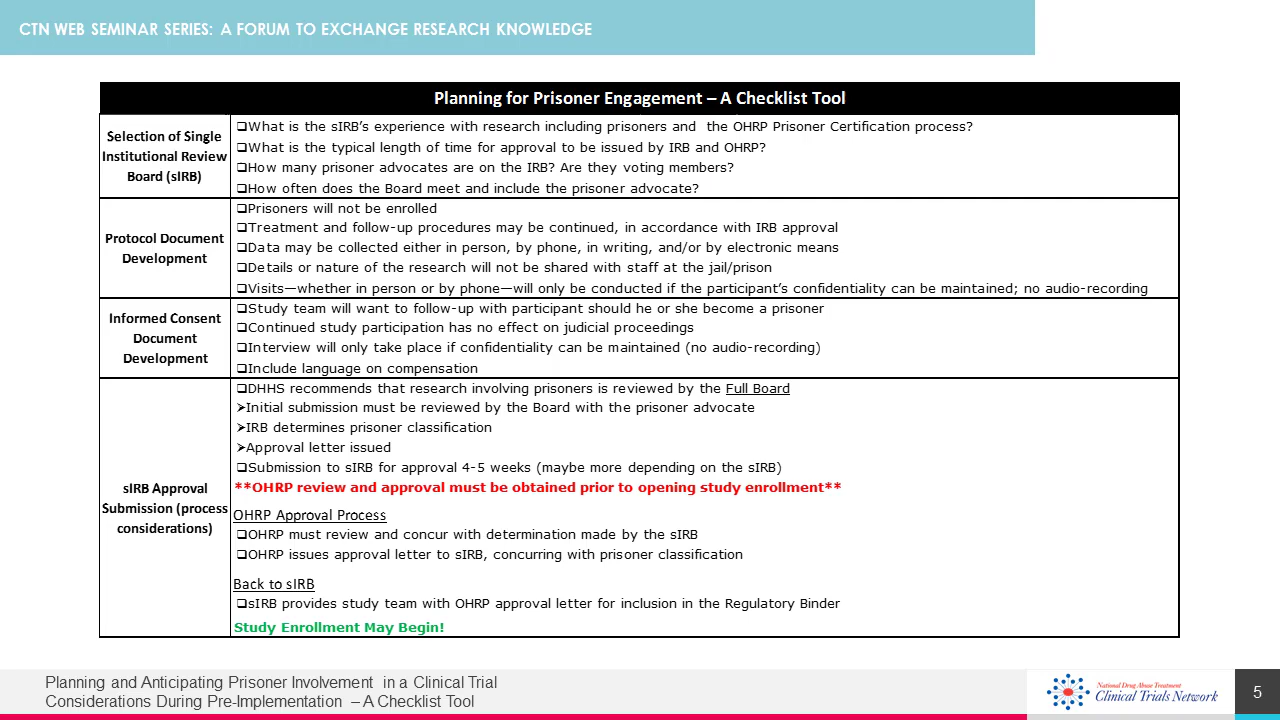 CTN WEB SEMINAR SERIES: A FORUM TO EXCHANGE RESEARCH KNOWLEDGE
Planning for Prisoner Engagement – A Checklist Tool
Selection of Single
Institutional Review
Board (sIRB)
❑What is the sIRB’s experience with research including prisoners and the OHRP Prisoner Certification process?
❑What is the typical length of time for approval to be issued by IRB and OHRP?
❑How many prisoner advocates are on the IRB? Are they voting members?
❑How often does the Board meet and include the prisoner advocate?
Protocol Document
Development
❑Prisoners will not be enrolled
❑Treatment and follow-up procedures may be continued, in accordance with IRB approval
❑Data may be collected either in person, by phone, in writing, and/or by electronic means
❑Details or nature of the research will not be shared with staff at the jail/prison
❑Visits—whether in person or by phone—will only be conducted if the participant’s confidentiality can be maintained; no audio-recording
Informed Consent
Document
Development
❑Study team will want to follow-up with participant should he or she become a prisoner
❑Continued study participation has no effect on judicial proceedings
❑Interview will only take place if confidentiality can be maintained (no audio-recording)
❑Include language on compensation
sIRB Approval
Submission (process
considerations)
❑DHHS recommends that research involving prisoners is reviewed by the Full Board
➢Initial submission must be reviewed by the Board with the prisoner advocate
➢IRB determines prisoner classification
➢Approval letter issued
❑Submission to sIRB for approval 4-5 weeks (maybe more depending on the sIRB)
**OHRP review and approval must be obtained prior to opening study enrollment**
OHRP Approval Process
❑OHRP must review and concur with determination made by the sIRB
❑OHRP issues approval letter to sIRB, concurring with prisoner classification
Back to sIRB
❑sIRB provides study team with OHRP approval letter for inclusion in the Regulatory Binder
Study Enrollment May Begin!
Planning and Anticipating Prisoner Involvement in a Clinical Trial
Considerations During Pre-Implementation – A Checklist Tool
National Drug Abuse Treatment
Clinical Trials Network
5